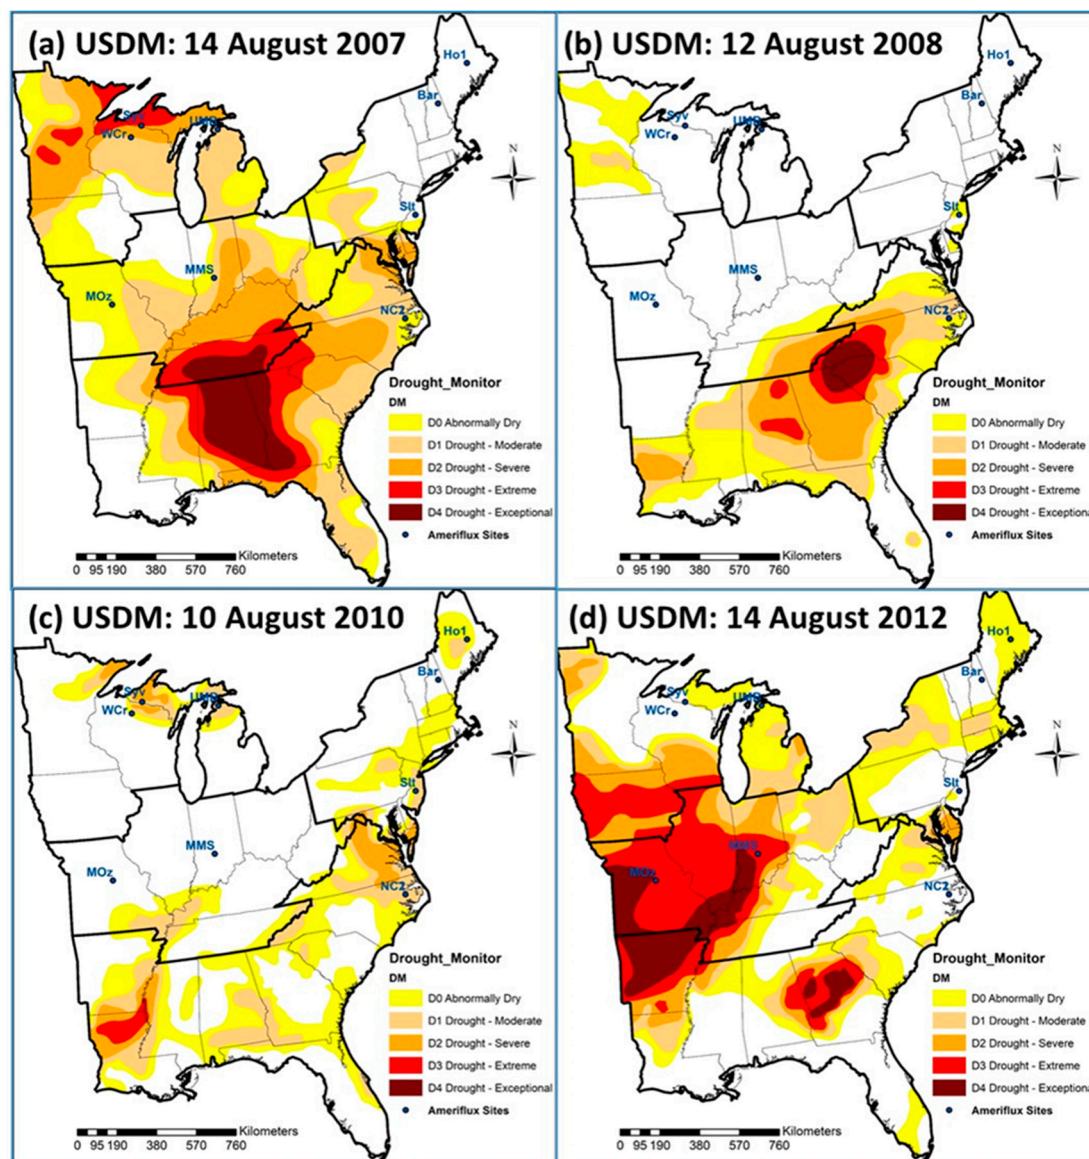 (a) USDM: 14 August 2007
Ho1
Bar
Syv
UMB
WCr
Slt
MMS
MOz
NC2
N
Drought_Monitor
DM
D0 Abnormally Dry
D1 Drought - Moderate
D2 Drought - Severe
D3 Drought - Extreme
D4 Drought - Exceptional
Ameriflux Sites
Kilometers
0 95 190 380 570 760
(b) USDM: 12 August 2008
Ho1
Bar
Syv
UMB
WCr
Slt
MMS
MOz
NC2
N
Drought_Monitor
DM
D0 Abnormally Dry
D1 Drought - Moderate
D2 Drought - Severe
D3 Drought - Extreme
D4 Drought - Exceptional
Ameriflux Sites
Kilometers
0 95 190 380 570 760
(c) USDM: 10 August 2010
Ho1
Bar
Syv
UMB
WCr
Slt
MMS
MOz
NC2
N
Drought_Monitor
DM
D0 Abnormally Dry
D1 Drought - Moderate
D2 Drought - Severe
D3 Drought - Extreme
D4 Drought - Exceptional
Ameriflux Sites
Kilometers
0 95 190 380 570 760
(d) USDM: 14 August 2012
Ho1
Bar
Syv
UMB
WCr
Slt
MMS
MOz
NC2
N
Drought_Monitor
DM
D0 Abnormally Dry
D1 Drought - Moderate
D2 Drought - Severe
D3 Drought - Extreme
D4 Drought - Exceptional
Ameriflux Sites
Kilometers
0 95 190 380 570 760